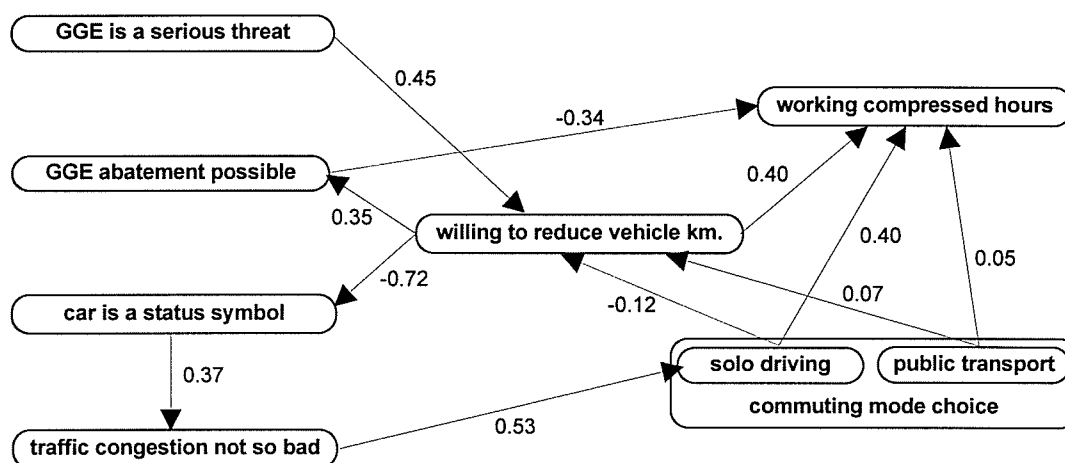 GGE is a serious threat
0.45
working compressed hours
-0.34
GGE abatement possible
0.40
0.35
willing to reduce vehicle km.
0.40
-0.72
0.05
car is a status symbol
-0.12
0.07
solo driving
public transport
0.37
commuting mode choice
0.53
traffic congestion not so bad